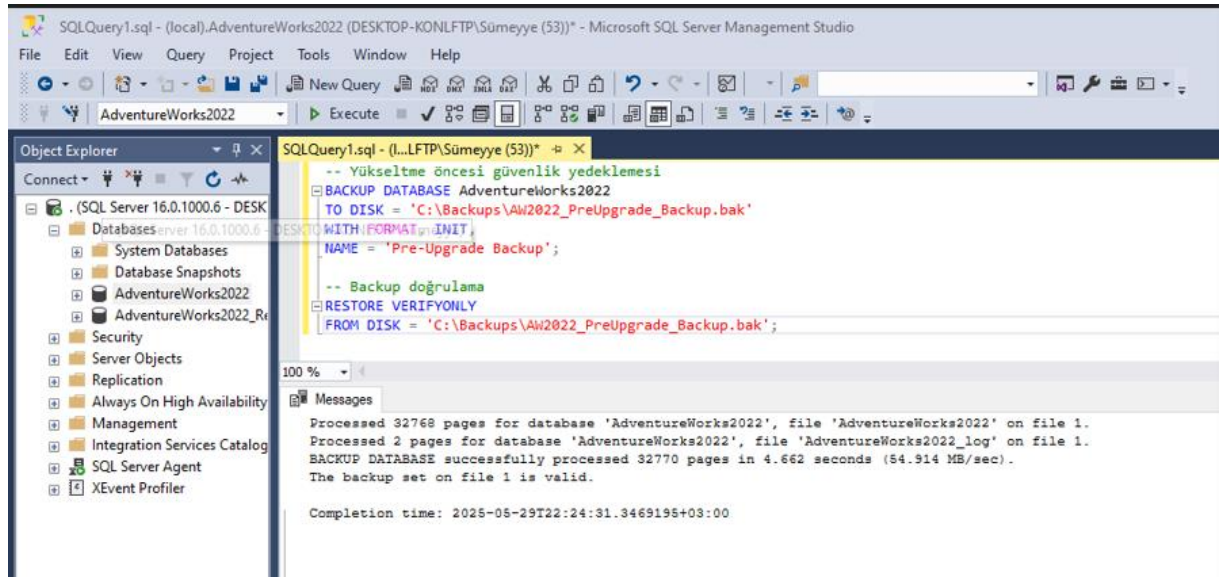 SQLQuery1.sql - (local).AdventureWorks2022 (DESKTOP-KONLFTP\Sümeyye (53))* - Microsoft SQL Server Management Studio
File Edit View Query Project Tools Window Help
New Query
AdventureWorks2022 Execute
Object Explorer
Connect
. (SQL Server 16.0.1000.6 - DESK
Databases
System Databases
Database Snapshots
AdventureWorks2022
AdventureWorks2022_Re
Security
Server Objects
Replication
Always On High Availability
Management
Integration Services Catalog
SQL Server Agent
XEvent Profiler
SQLQuery1.sql - (l...LFTP\Sümeyye (53))*
-- Yükseltme öncesi güvenlik yedeklemesi
BACKUP DATABASE AdventureWorks2022
TO DISK = 'C:\Backups\AW2022_PreUpgrade_Backup.bak'
WITH FORMAT, INIT,
NAME = 'Pre-Upgrade Backup';
-- Backup doğrulama
RESTORE VERIFYONLY
FROM DISK = 'C:\Backups\AW2022_PreUpgrade_Backup.bak';
100 %
Messages
Processed 32768 pages for database 'AdventureWorks2022', file 'AdventureWorks2022' on file 1.
Processed 2 pages for database 'AdventureWorks2022', file 'AdventureWorks2022_log' on file 1.
BACKUP DATABASE successfully processed 32770 pages in 4.662 seconds (54.914 MB/sec).
The backup set on file 1 is valid.
Completion time: 2025-05-29T22:24:31.3469195+03:00